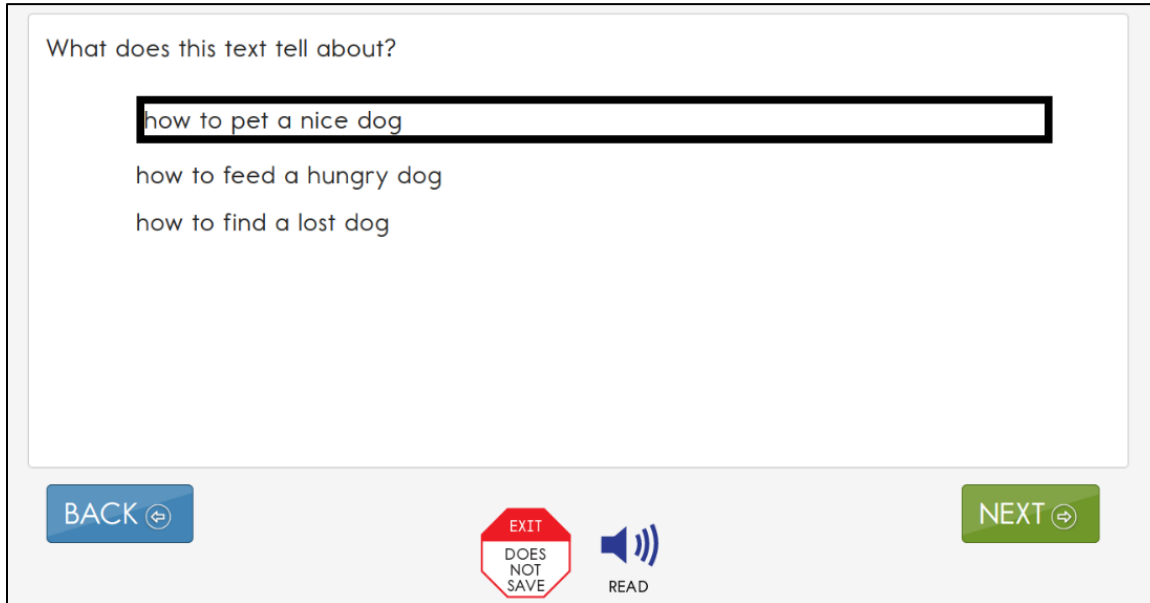 What does this text tell about?
how to pet a nice dog
how to feed a hungry dog
how to find a lost dog
BACK
EXIT
DOES
NOT
SAVE
READ
NEXT